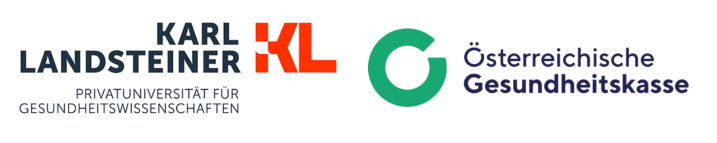 KARL
LANDSTEINER
KL
PRIVATUNIVERSITÄT FÜR
GESUNDHEITSWISSENSCHAFTEN
Österreichische
Gesundheitskasse